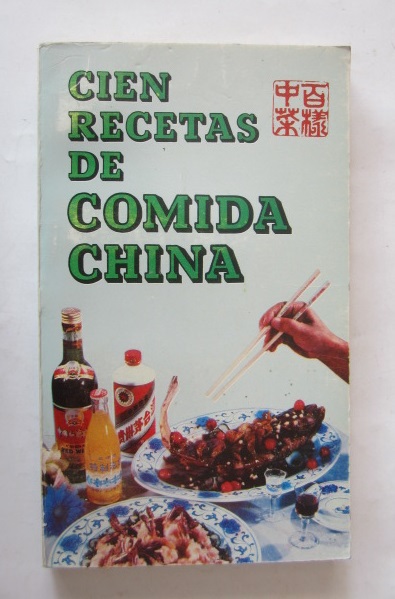 CIEN
RECETAS
DE
COMIDA
CHINA
百樣
中菜